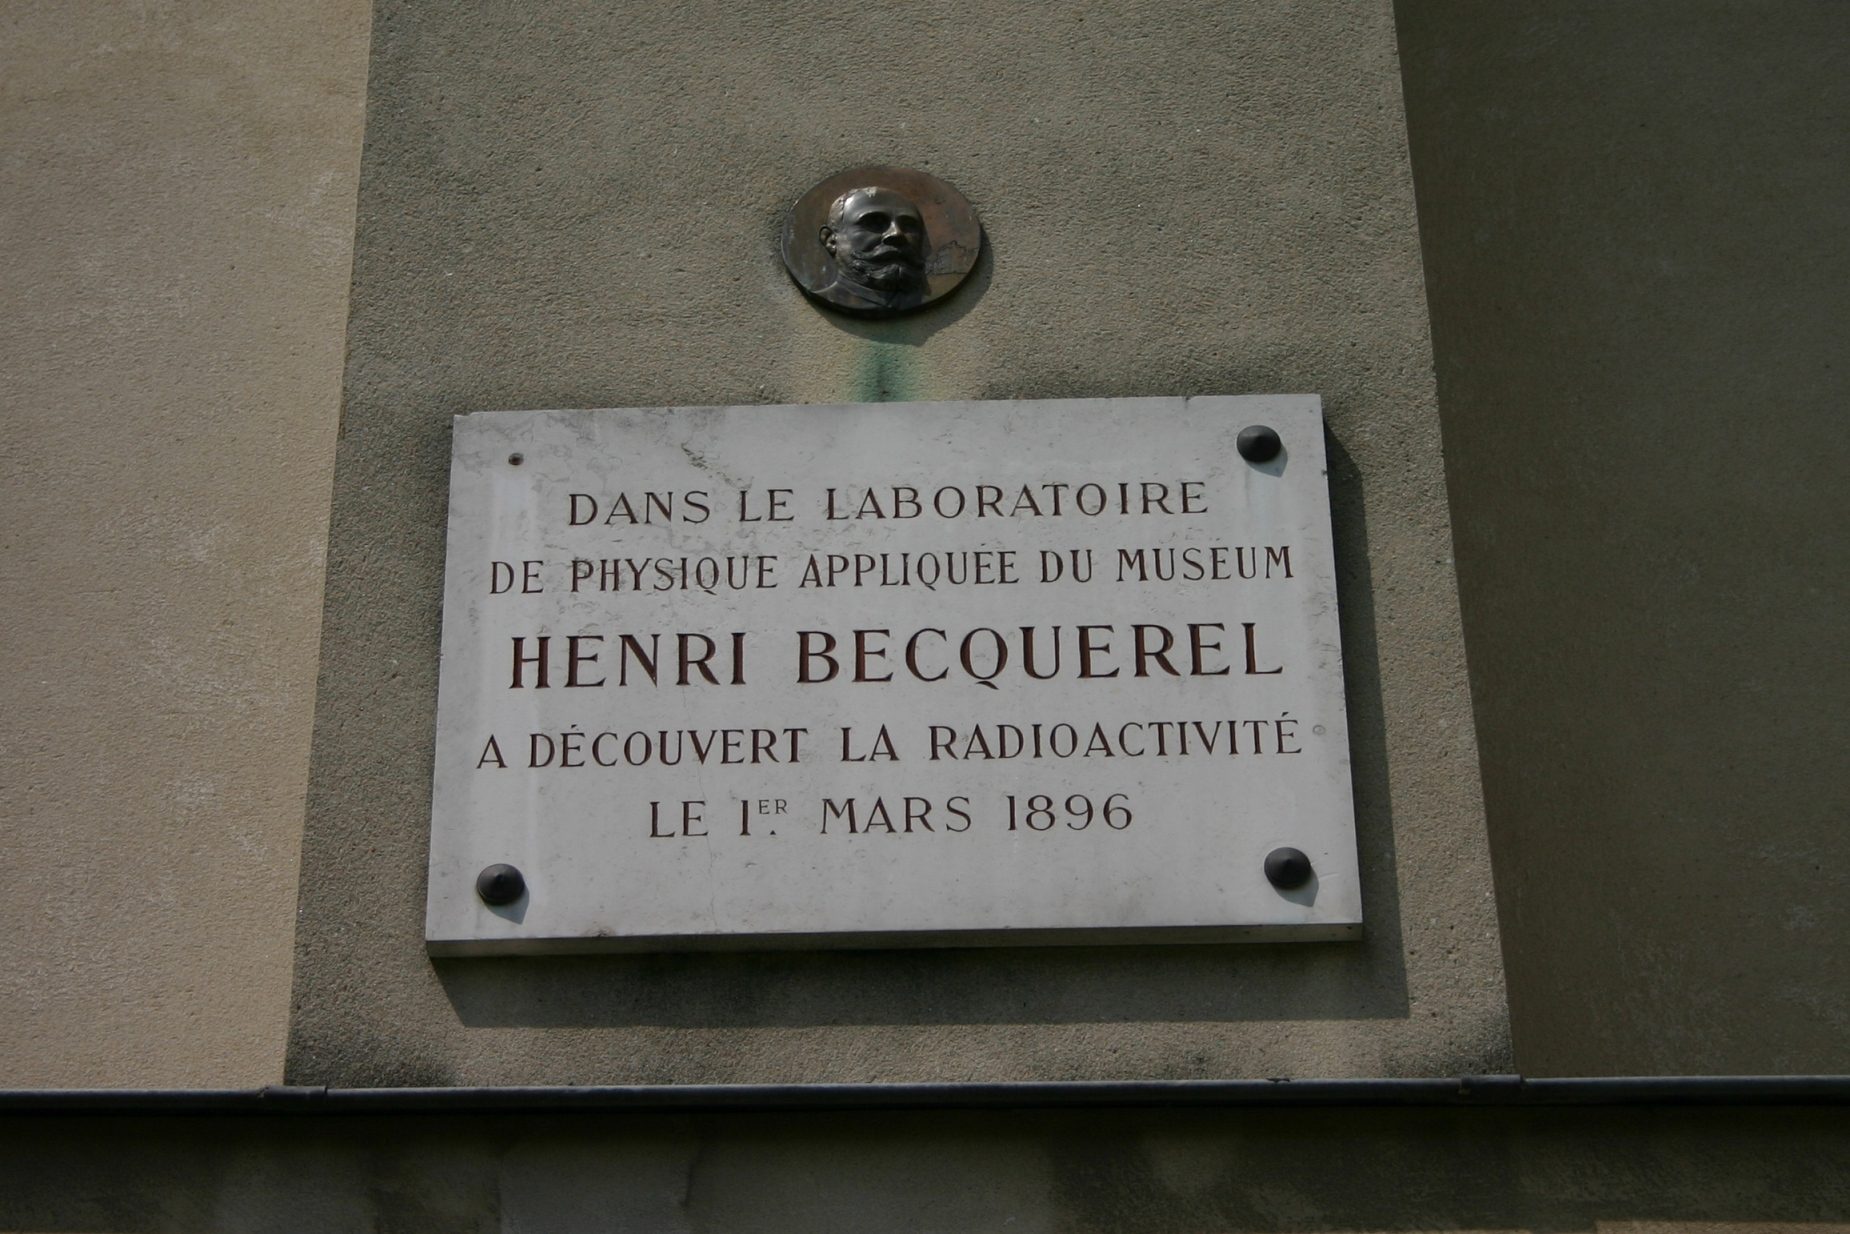 DANS LE LABORATOIRE
DE PHYSIQUE APPLIQUÉE DU MUSEUM
HENRI BECQUEREL
A DÉCOUVERT LA RADIOACTIVITÉ
LE 1ER. MARS 1896